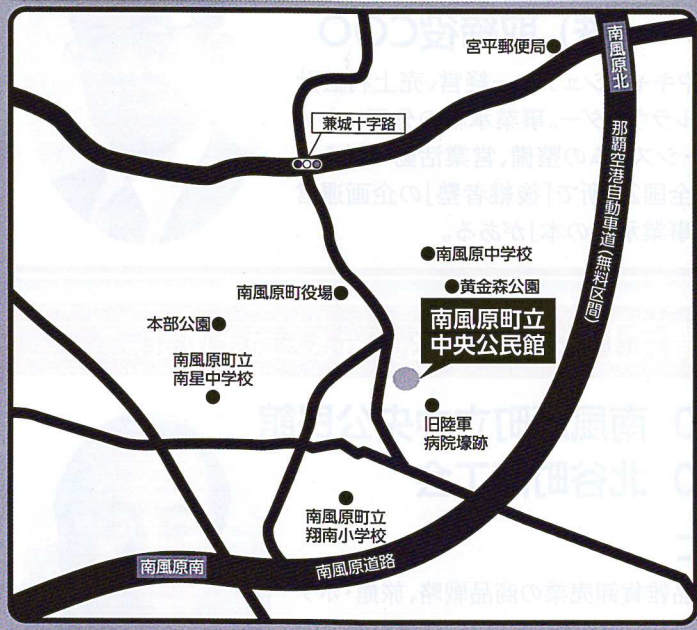 宮平郵便局
南風原北
兼城十字路
那覇空港自動車道(無料区間)
南風原中学校
黄金森公園
南風原町役場
南風原町立
中央公民館
本部公園
南風原町立
南星中学校
旧陸軍
病院壕跡
南風原町立
翔南小学校
南風原南
南風原道路